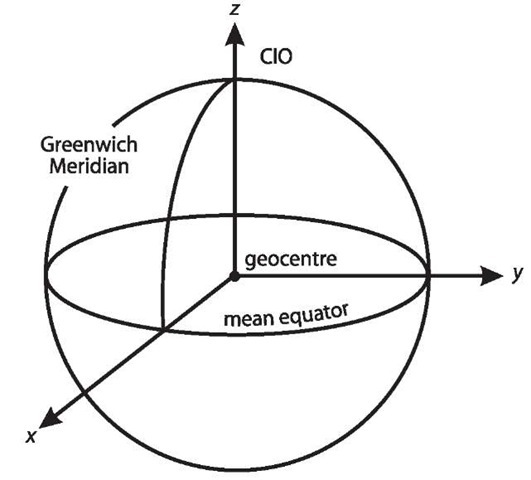 z
CIO
Greenwich
Meridian
geocentre
y
mean equator
x